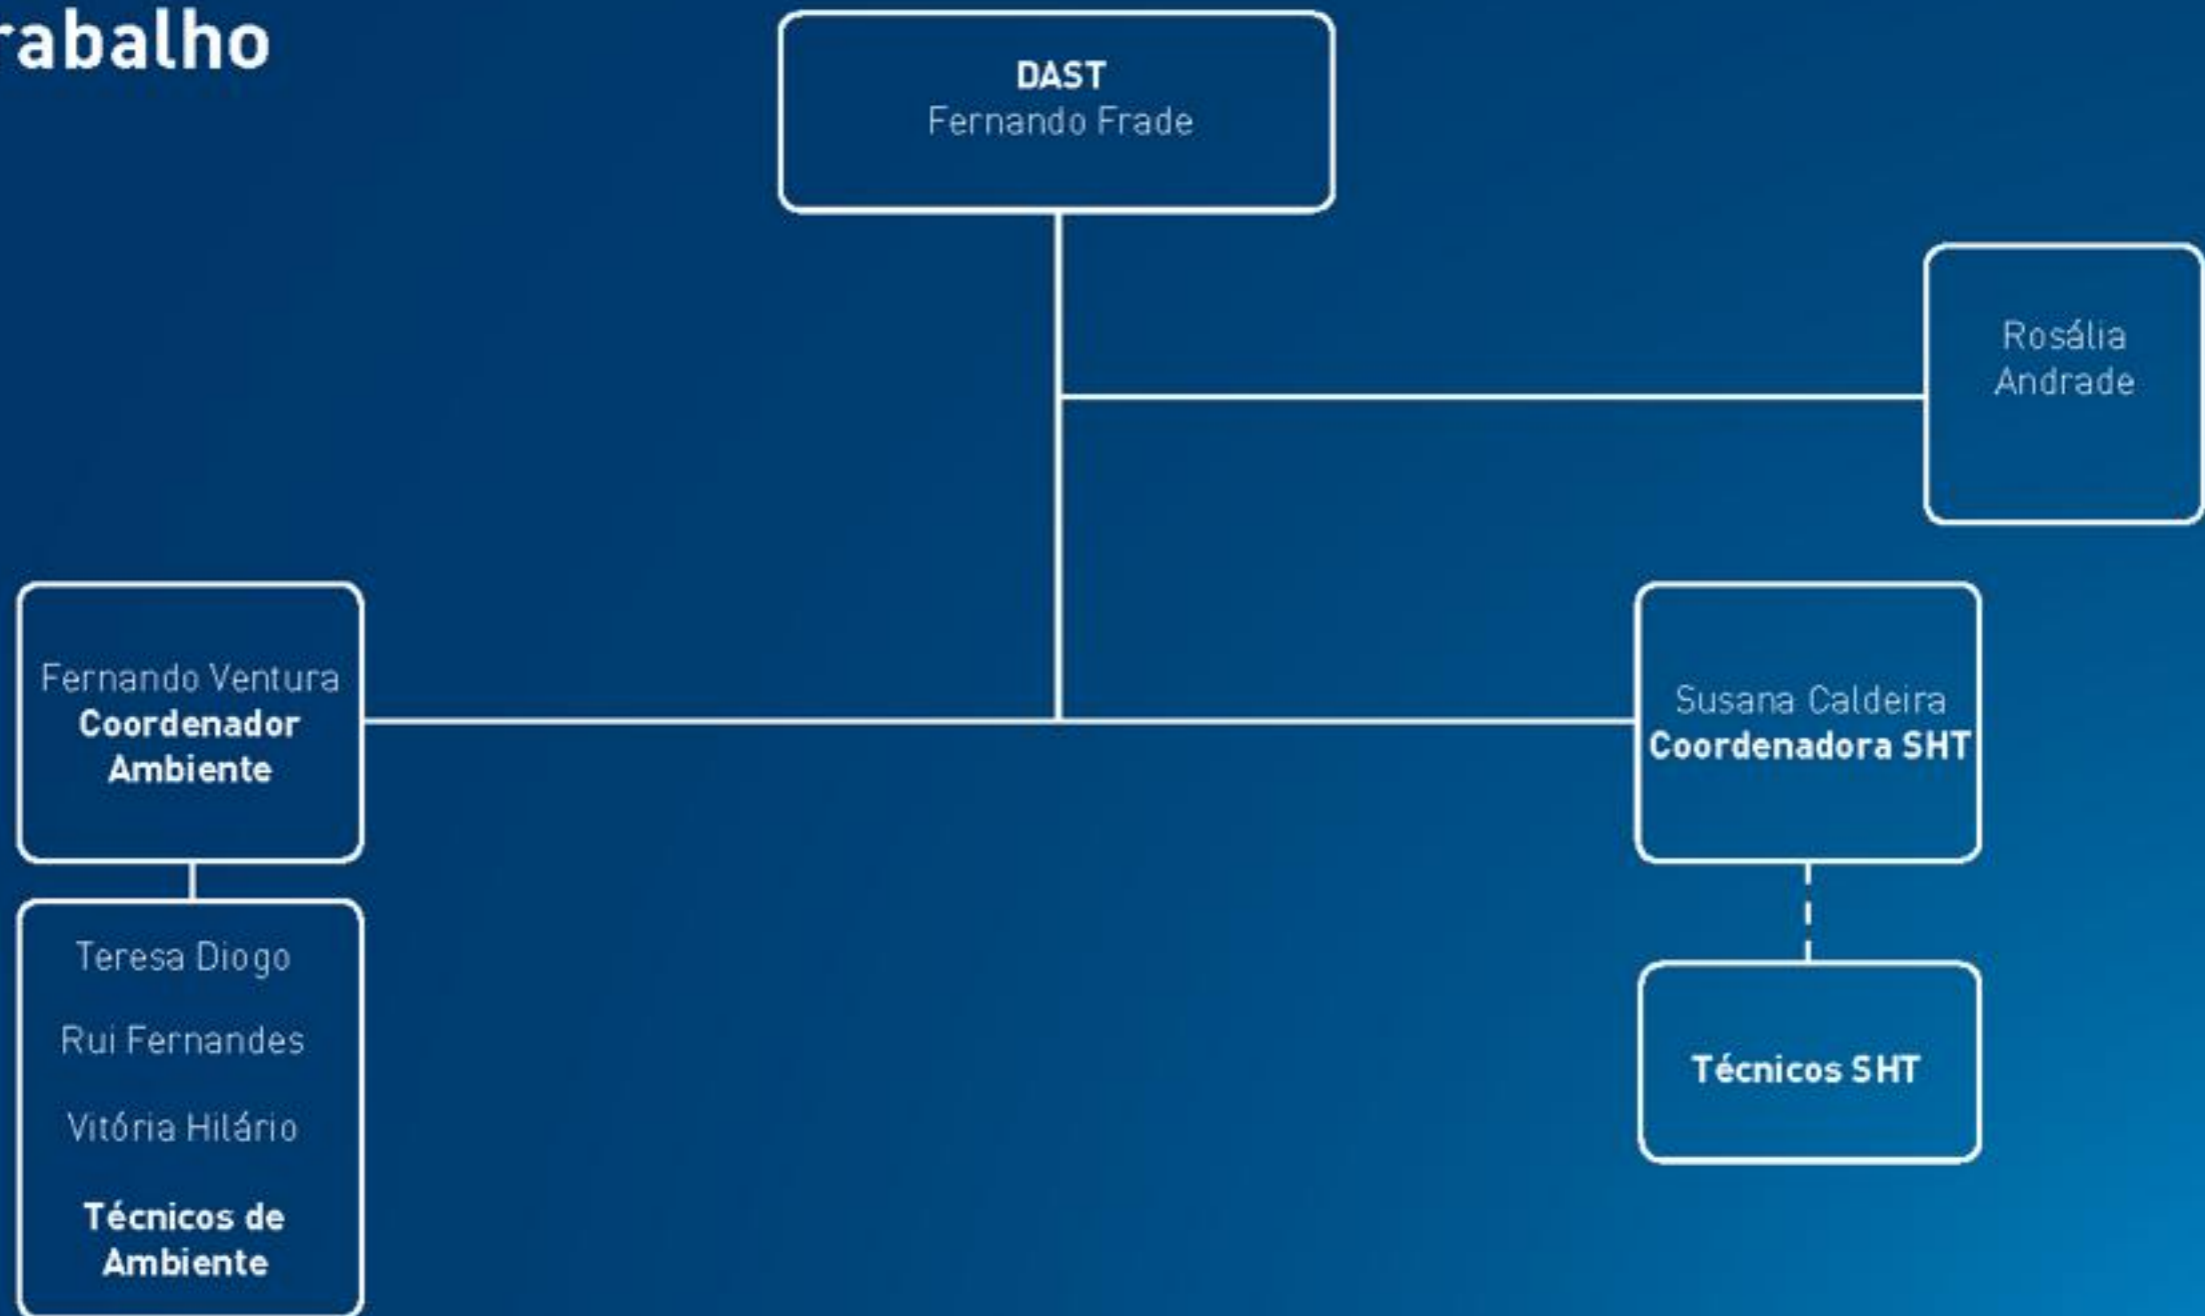 DAST
Fernando Frade
Rosália
Andrade
Fernando Ventura
Coordenador
Ambiente
Susana Caldeira
Coordenadora SHT
Teresa Diogo
Rui Fernandes
Vitória Hilário
Técnicos de
Ambiente
Técnicos SHT